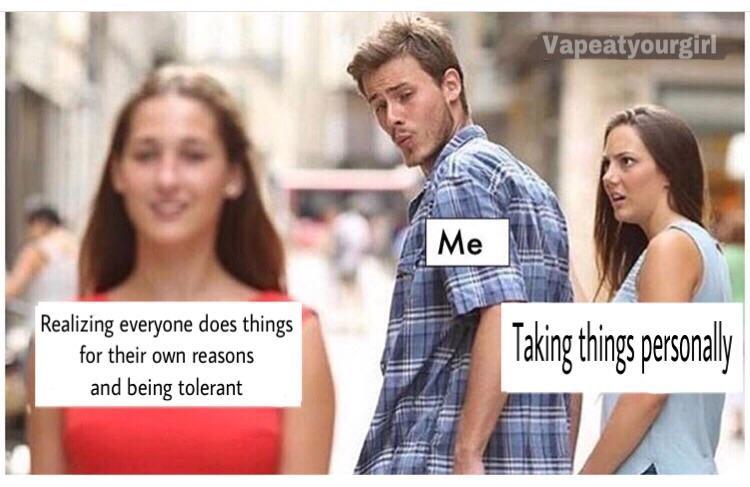 Vapeatyourgirl
Me
Realizing everyone does things
for their own reasons
and being tolerant
Taking things personally